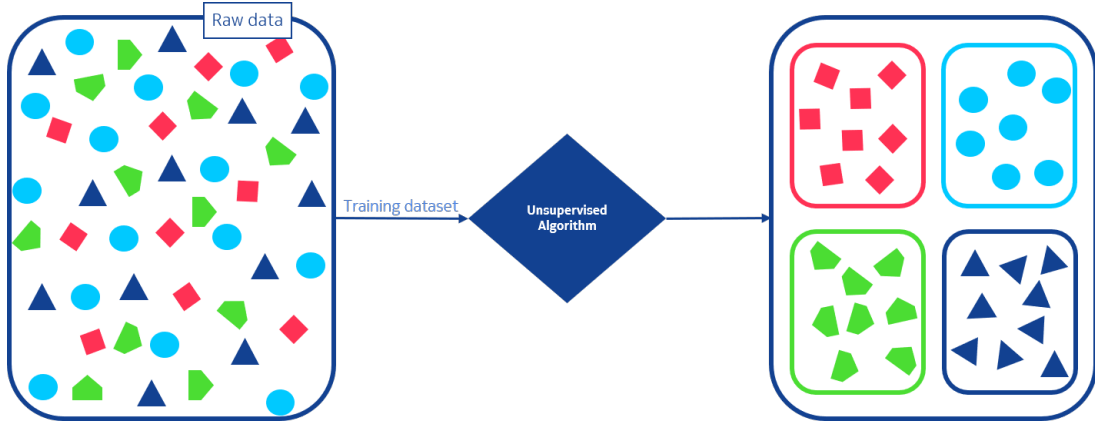 Raw data
Training dataset
Unsupervised
Algorithm